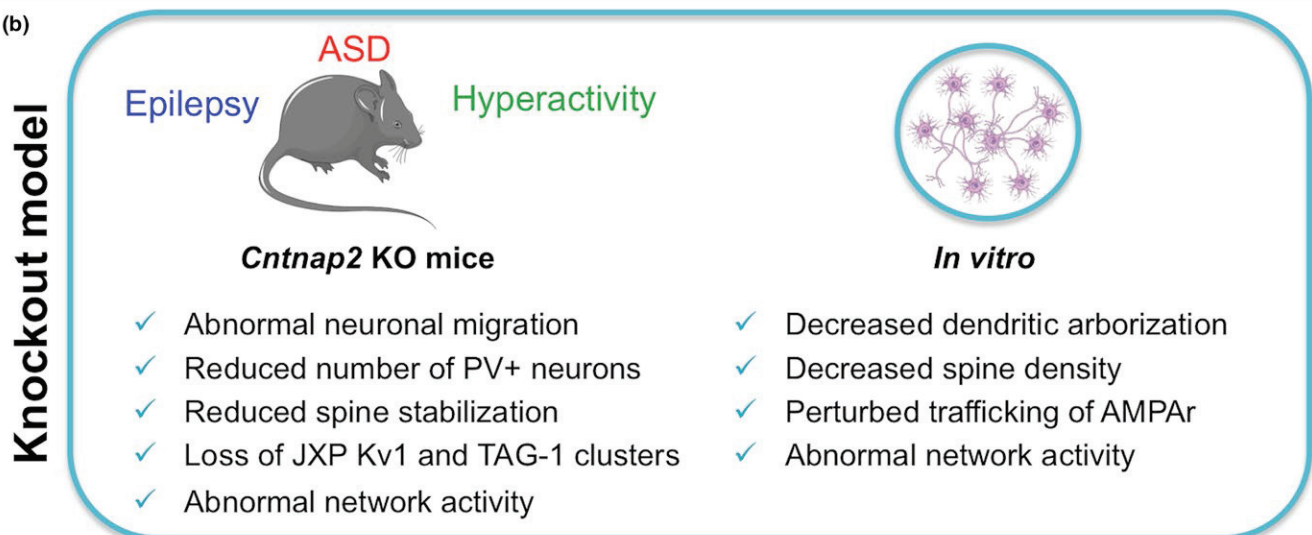 (b)
Knockout model
ASD
Epilepsy
Hyperactivity
Cntnap2 KO mice
✓ Abnormal neuronal migration
✓ Reduced number of PV+ neurons
✓ Reduced spine stabilization
✓ Loss of JXP Kv1 and TAG-1 clusters
✓ Abnormal network activity
In vitro
✓ Decreased dendritic arborization
✓ Decreased spine density
✓ Perturbed trafficking of AMPAr
✓ Abnormal network activity